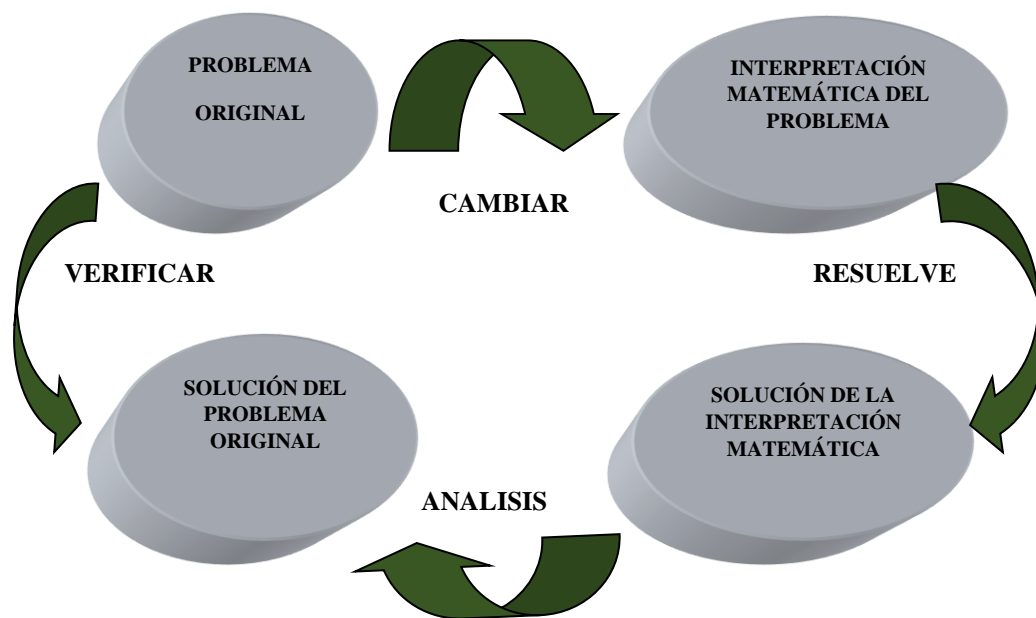 PROBLEMA
ORIGINAL
INTERPRETACIÓN
MATEMÁTICA DEL
PROBLEMA
CAMBIAR
VERIFICAR
RESUELVE
SOLUCIÓN DEL
PROBLEMA
ORIGINAL
SOLUCIÓN DE LA
INTERPRETACIÓN
MATEMÁTICA
ANALISIS